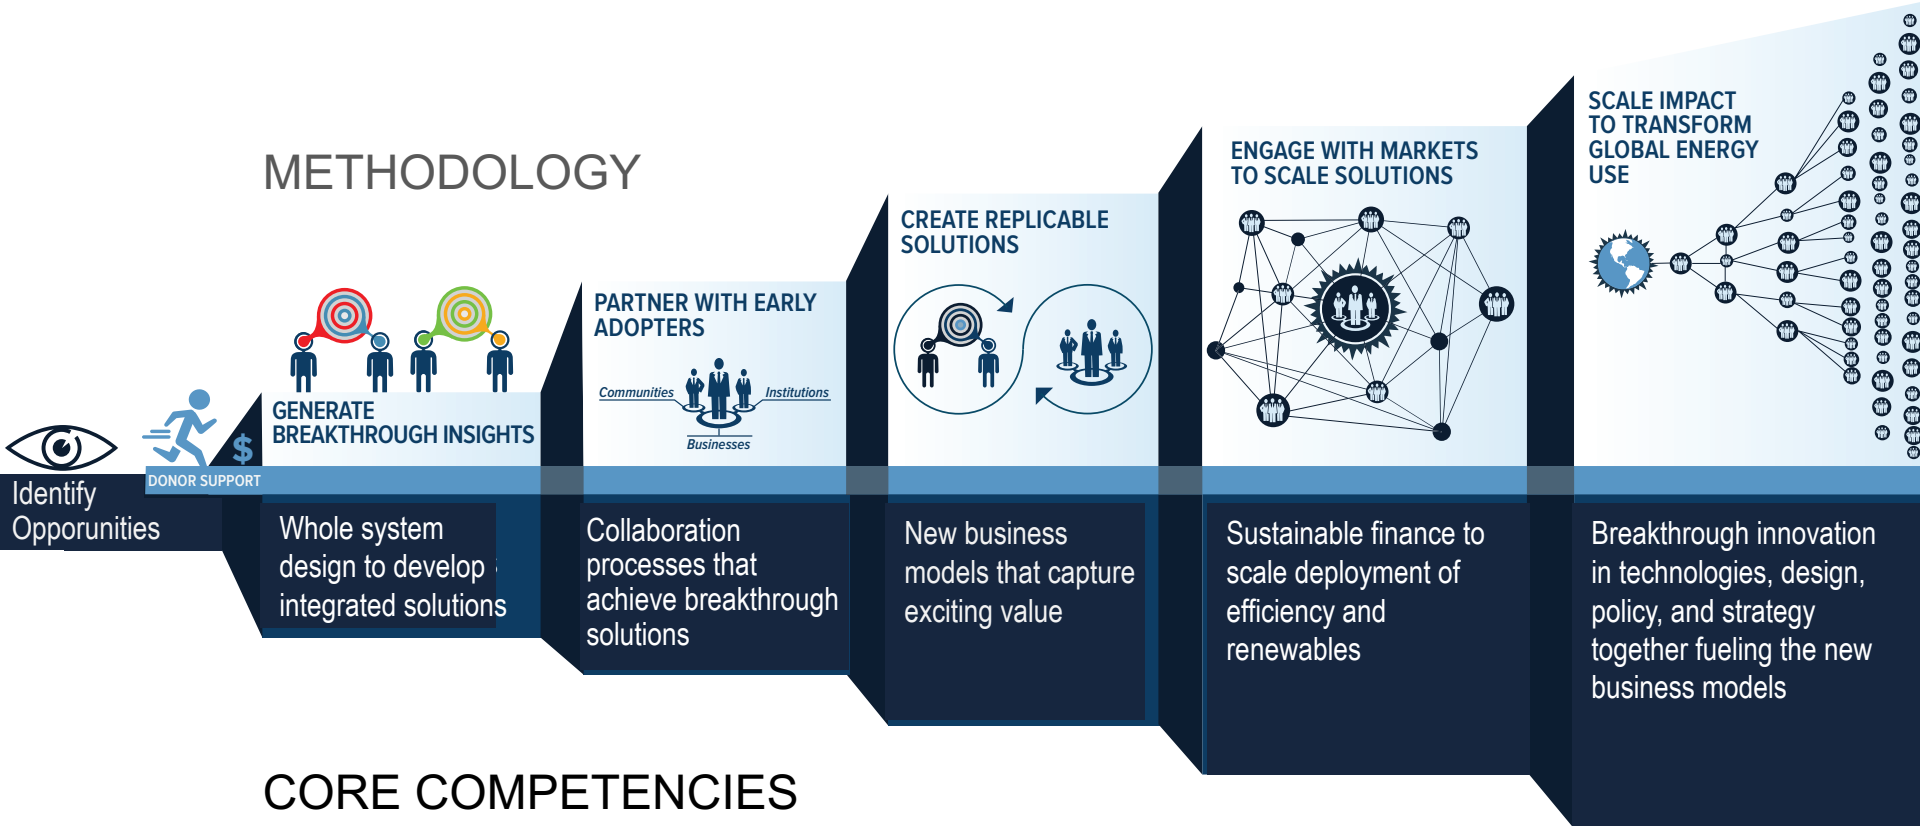 METHODOLOGY
Identify
Opporunities
DONOR SUPPORT
$
GENERATE
BREAKTHROUGH INSIGHTS
Whole system
design to develop
integrated solutions
PARTNER WITH EARLY
ADOPTERS
Communities
Institutions
Businesses
Collaboration
processes that
achieve breakthrough
solutions
CREATE REPLICABLE
SOLUTIONS
New business
models that capture
exciting value
ENGAGE WITH MARKETS
TO SCALE SOLUTIONS
Sustainable finance to
scale deployment of
efficiency and
renewables
SCALE IMPACT
TO TRANSFORM
GLOBAL ENERGY
USE
Breakthrough innovation
in technologies, design,
policy, and strategy
together fueling the new
business models
CORE COMPETENCIES